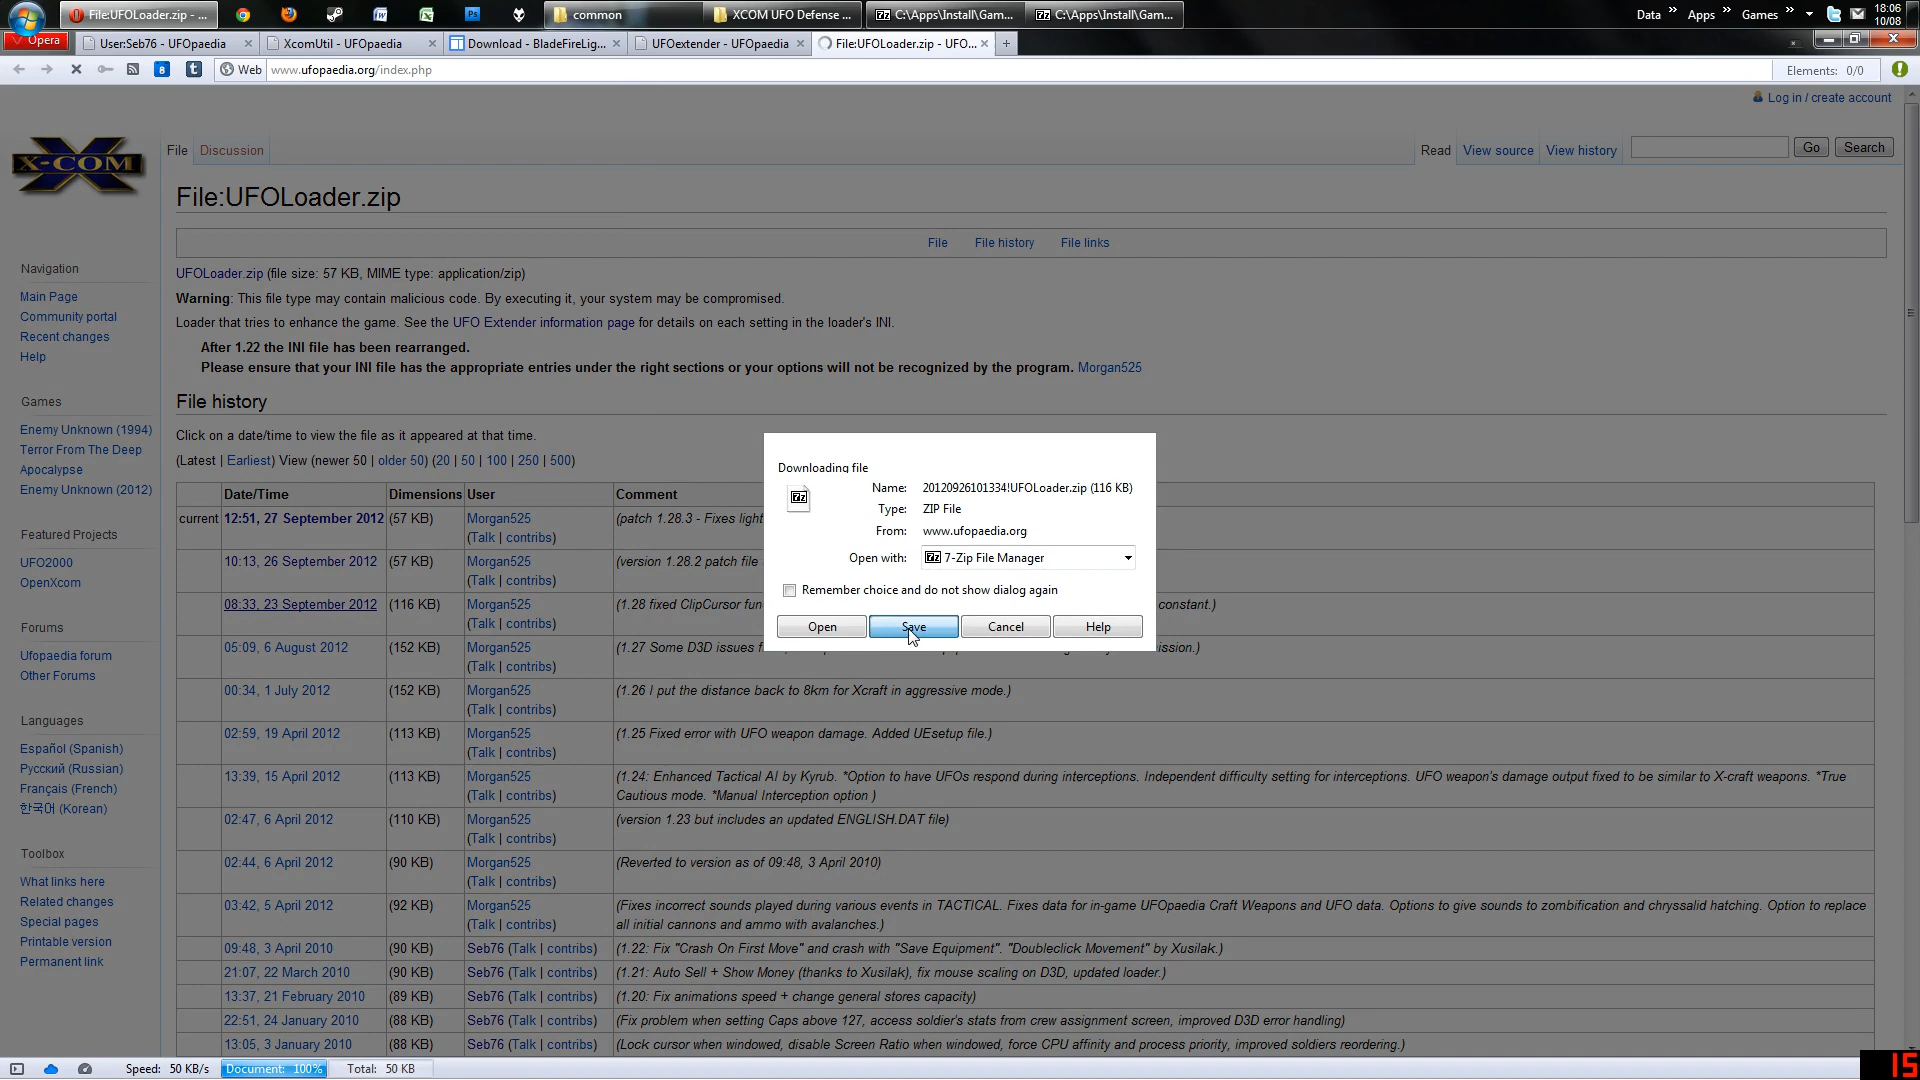 File:UFOLoader.zip - ...
common
XCOM UFO Defense ...
C:\Apps\Install\Gam...
C:\Apps\Install\Gam...
Data
Apps
Games
18:06
10/08
Opera
User:Seb76 - UFOpaedia
XcomUtil - UFOpaedia
Download - BladeFireLig...
UFOextender - UFOpaedia
File:UFOLoader.zip - UFO...
Web
www.ufopaedia.org/index.php
Elements: 0/0
Log in / create account
X-COM
File
Discussion
Read
View source
View history
Go
Search
File:UFOLoader.zip
File
File history
File links
UFOLoader.zip (file size: 57 KB, MIME type: application/zip)
Warning: This file type may contain malicious code. By executing it, your system may be compromised.
Loader that tries to enhance the game. See the UFO Extender information page for details on each setting in the loader's INI.
After 1.22 the INI file has been rearranged.
Please ensure that your INI file has the appropriate entries under the right sections or your options will not be recognized by the program. Morgan525
File history
Click on a date/time to view the file as it appeared at that time.
(Latest | Earliest) View (newer 50 | older 50) (20 | 50 | 100 | 250 | 500)
Navigation
Main Page
Community portal
Recent changes
Help
Games
Enemy Unknown (1994)
Terror From The Deep
Apocalypse
Enemy Unknown (2012)
Featured Projects
UFO2000
OpenXcom
Forums
Ufopaedia forum
Other Forums
Languages
Español (Spanish)
Русский (Russian)
Français (French)
한국어 (Korean)
Toolbox
What links here
Related changes
Special pages
Printable version
Permanent link
Date/Time Dimensions User Comment
current 12:51, 27 September 2012 (57 KB) Morgan525 (Talk | contribs) (patch 1.28.3 - Fixes light
10:13, 26 September 2012 (57 KB) Morgan525 (Talk | contribs) (version 1.28.2 patch file
08:33, 23 September 2012 (116 KB) Morgan525 (Talk | contribs) (1.28 fixed ClipCursor fun constant.)
05:09, 6 August 2012 (152 KB) Morgan525 (Talk | contribs) (1.27 Some D3D issues mission.)
00:34, 1 July 2012 (152 KB) Morgan525 (Talk | contribs) (1.26 I put the distance back to 8km for Xcraft in aggressive mode.)
02:59, 19 April 2012 (113 KB) Morgan525 (Talk | contribs) (1.25 Fixed error with UFO weapon damage. Added UEsetup file.)
13:39, 15 April 2012 (113 KB) Morgan525 (Talk | contribs) (1.24: Enhanced Tactical AI by Kyrub. *Option to have UFOs respond during interceptions. Independent difficulty setting for interceptions. UFO weapon's damage output fixed to be similar to X-craft weapons. *True
Cautious mode. *Manual Interception option )
02:47, 6 April 2012 (110 KB) Morgan525 (Talk | contribs) (version 1.23 but includes an updated ENGLISH.DAT file)
02:44, 6 April 2012 (90 KB) Morgan525 (Talk | contribs) (Reverted to version as of 09:48, 3 April 2010)
03:42, 5 April 2012 (92 KB) Morgan525 (Talk | contribs) (Fixes incorrect sounds played during various events in TACTICAL. Fixes data for in-game UFOpaedia Craft Weapons and UFO data. Options to give sounds to zombification and chryssalid hatching. Option to replace
all initial cannons and ammo with avalanches.)
09:48, 3 April 2010 (90 KB) Seb76 (Talk | contribs) (1.22: Fix "Crash On First Move" and crash with "Save Equipment". "Doubleclick Movement" by Xusilak.)
21:07, 22 March 2010 (90 KB) Seb76 (Talk | contribs) (1.21: Auto Sell + Show Money (thanks to Xusilak), fix mouse scaling on D3D, updated loader.)
13:37, 21 February 2010 (89 KB) Seb76 (Talk | contribs) (1.20: Fix animations speed + change general stores capacity)
22:51, 24 January 2010 (88 KB) Seb76 (Talk | contribs) (Fix problem when setting Caps above 127, access soldier's stats from crew assignment screen, improved D3D error handling)
13:05, 3 January 2010 (88 KB) Seb76 (Talk | contribs) (Lock cursor when windowed, disable Screen Ratio when windowed, force CPU affinity and process priority, improved soldiers reordering.)
Downloading file
Name: 20120926101334!UFOLoader.zip (116 KB)
Type: ZIP File
From: www.ufopaedia.org
Open with: 7-Zip File Manager
Remember choice and do not show dialog again
Open
Save
Cancel
Help
Speed: 50 KB/s
Document: 100%
Total: 50 KB
15